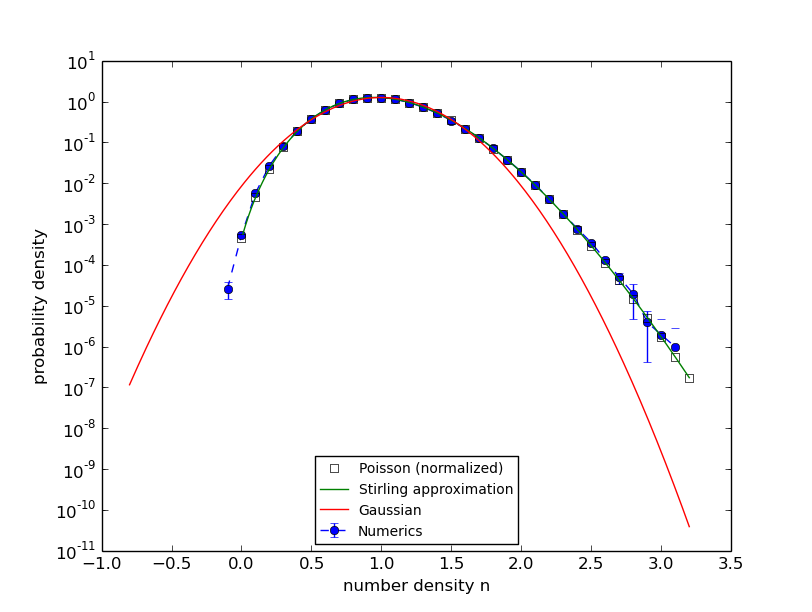 10^1
10^0
10^-1
10^-2
10^-3
10^-4
10^-5
10^-6
10^-7
10^-8
10^-9
10^-10
10^-11
probability density
Poisson (normalized)
Stirling approximation
Gaussian
Numerics
−1.0 −0.5 0.0 0.5 1.0 1.5 2.0 2.5 3.0 3.5
number density n